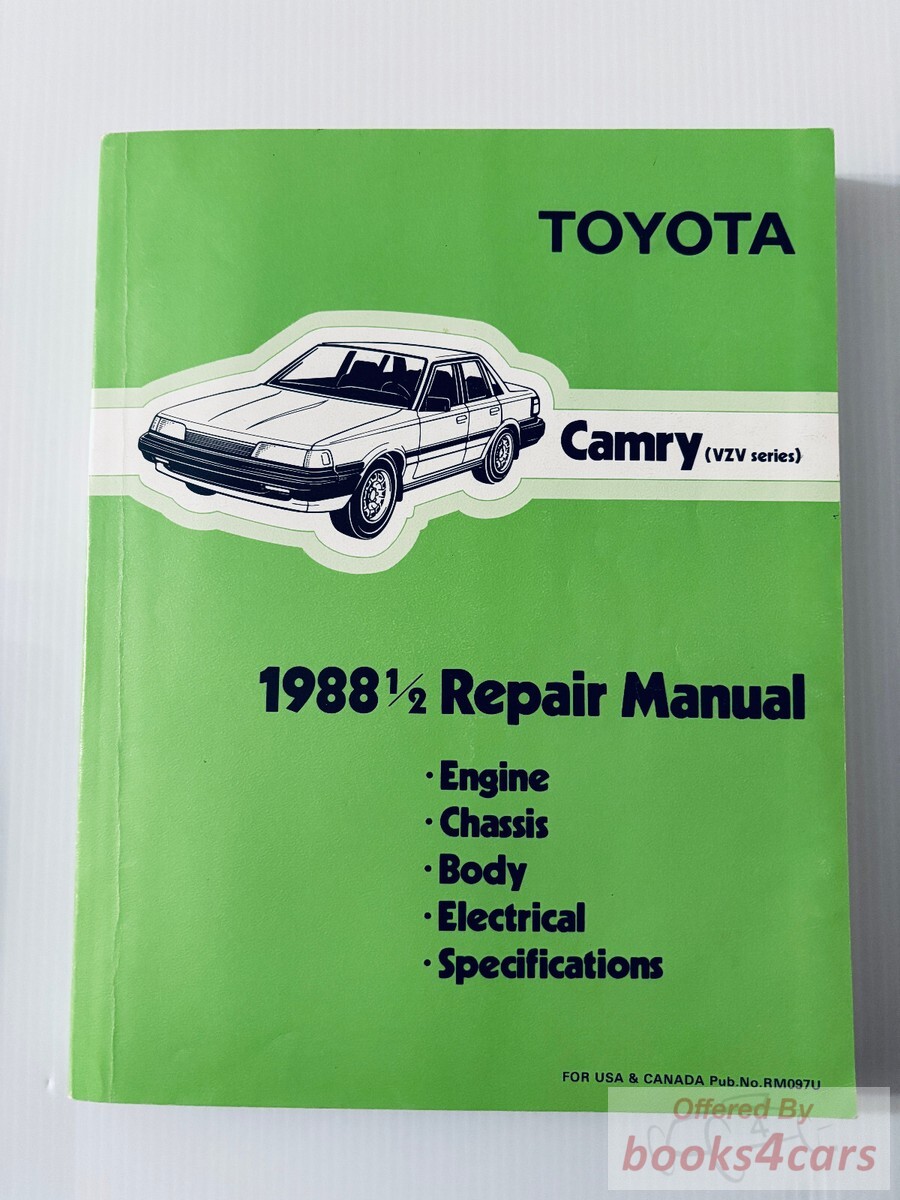 TOYOTA
Camry (VZV series)
1988 1/2 Repair Manual
· Engine
· Chassis
· Body
· Electrical
· Specifications
FOR USA & CANADA Pub.No.RM097U
Offered By
books4cars